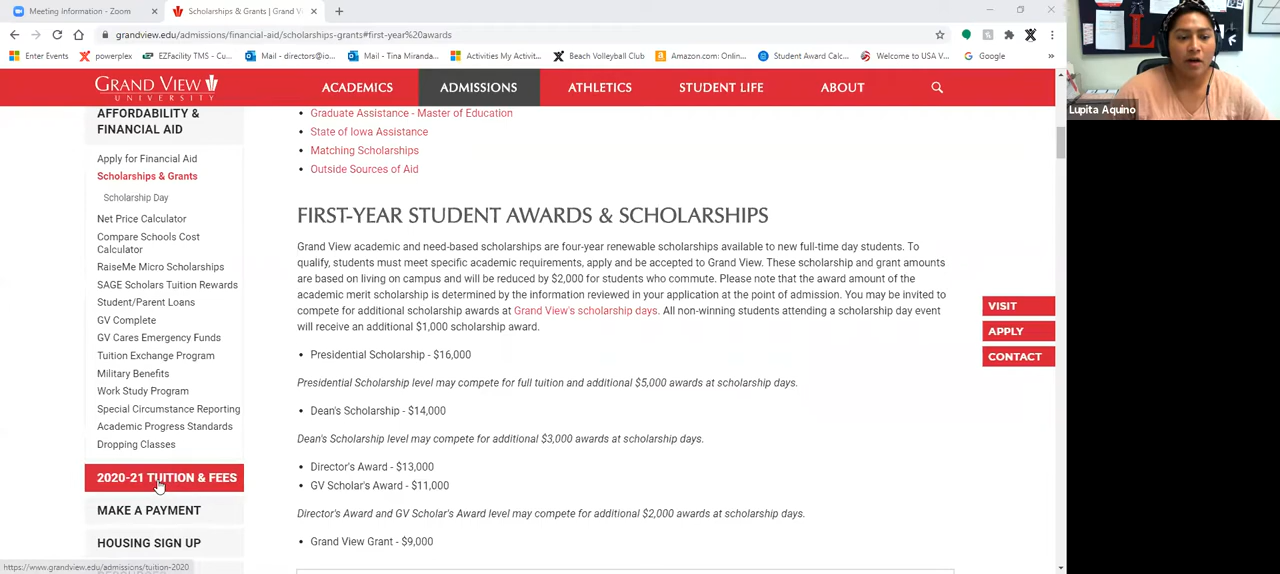 Meeting Information - Zoom
Scholarships & Grants | Grand V
grandview.edu/admissions/financial-aid/scholarships-grants#first-year%20awards
Enter Events
powerplex
EZFacility TMS - Cu...
Mail - directors@io...
Mail - Tina Miranda...
Activities My Activit...
Beach Volleyball Club
Amazon.com: Onlin...
Student Award Calc...
Welcome to USA V...
Google
GRAND VIEW
UNIVERSITY
ACADEMICS
ADMISSIONS
ATHLETICS
STUDENT LIFE
ABOUT
Lupita Aquino
AFFORDABILITY &
FINANCIAL AID
Apply for Financial Aid
Scholarships & Grants
Scholarship Day
Net Price Calculator
Compare Schools Cost
Calculator
RaiseMe Micro Scholarships
SAGE Scholars Tuition Rewards
Student/Parent Loans
GV Complete
GV Cares Emergency Funds
Tuition Exchange Program
Military Benefits
Work Study Program
Special Circumstance Reporting
Academic Progress Standards
Dropping Classes
2020-21 TUITION & FEES
MAKE A PAYMENT
HOUSING SIGN UP
https://www.grandview.edu/admissions/tuition-2020
• Graduate Assistance - Master of Education
• State of Iowa Assistance
• Matching Scholarships
• Outside Sources of Aid
FIRST-YEAR STUDENT AWARDS & SCHOLARSHIPS
Grand View academic and need-based scholarships are four-year renewable scholarships available to new full-time day students. To
qualify, students must meet specific academic requirements, apply and be accepted to Grand View. These scholarship and grant amounts
are based on living on campus and will be reduced by $2,000 for students who commute. Please note that the award amount of the
academic merit scholarship is determined by the information reviewed in your application at the point of admission. You may be invited to
compete for additional scholarship awards at Grand View's scholarship days. All non-winning students attending a scholarship day event
will receive an additional $1,000 scholarship award.
• Presidential Scholarship - $16,000
Presidential Scholarship level may compete for full tuition and additional $5,000 awards at scholarship days.
• Dean's Scholarship - $14,000
Dean's Scholarship level may compete for additional $3,000 awards at scholarship days.
• Director's Award - $13,000
• GV Scholar's Award - $11,000
Director's Award and GV Scholar's Award level may compete for additional $2,000 awards at scholarship days.
• Grand View Grant - $9,000
VISIT
APPLY
CONTACT